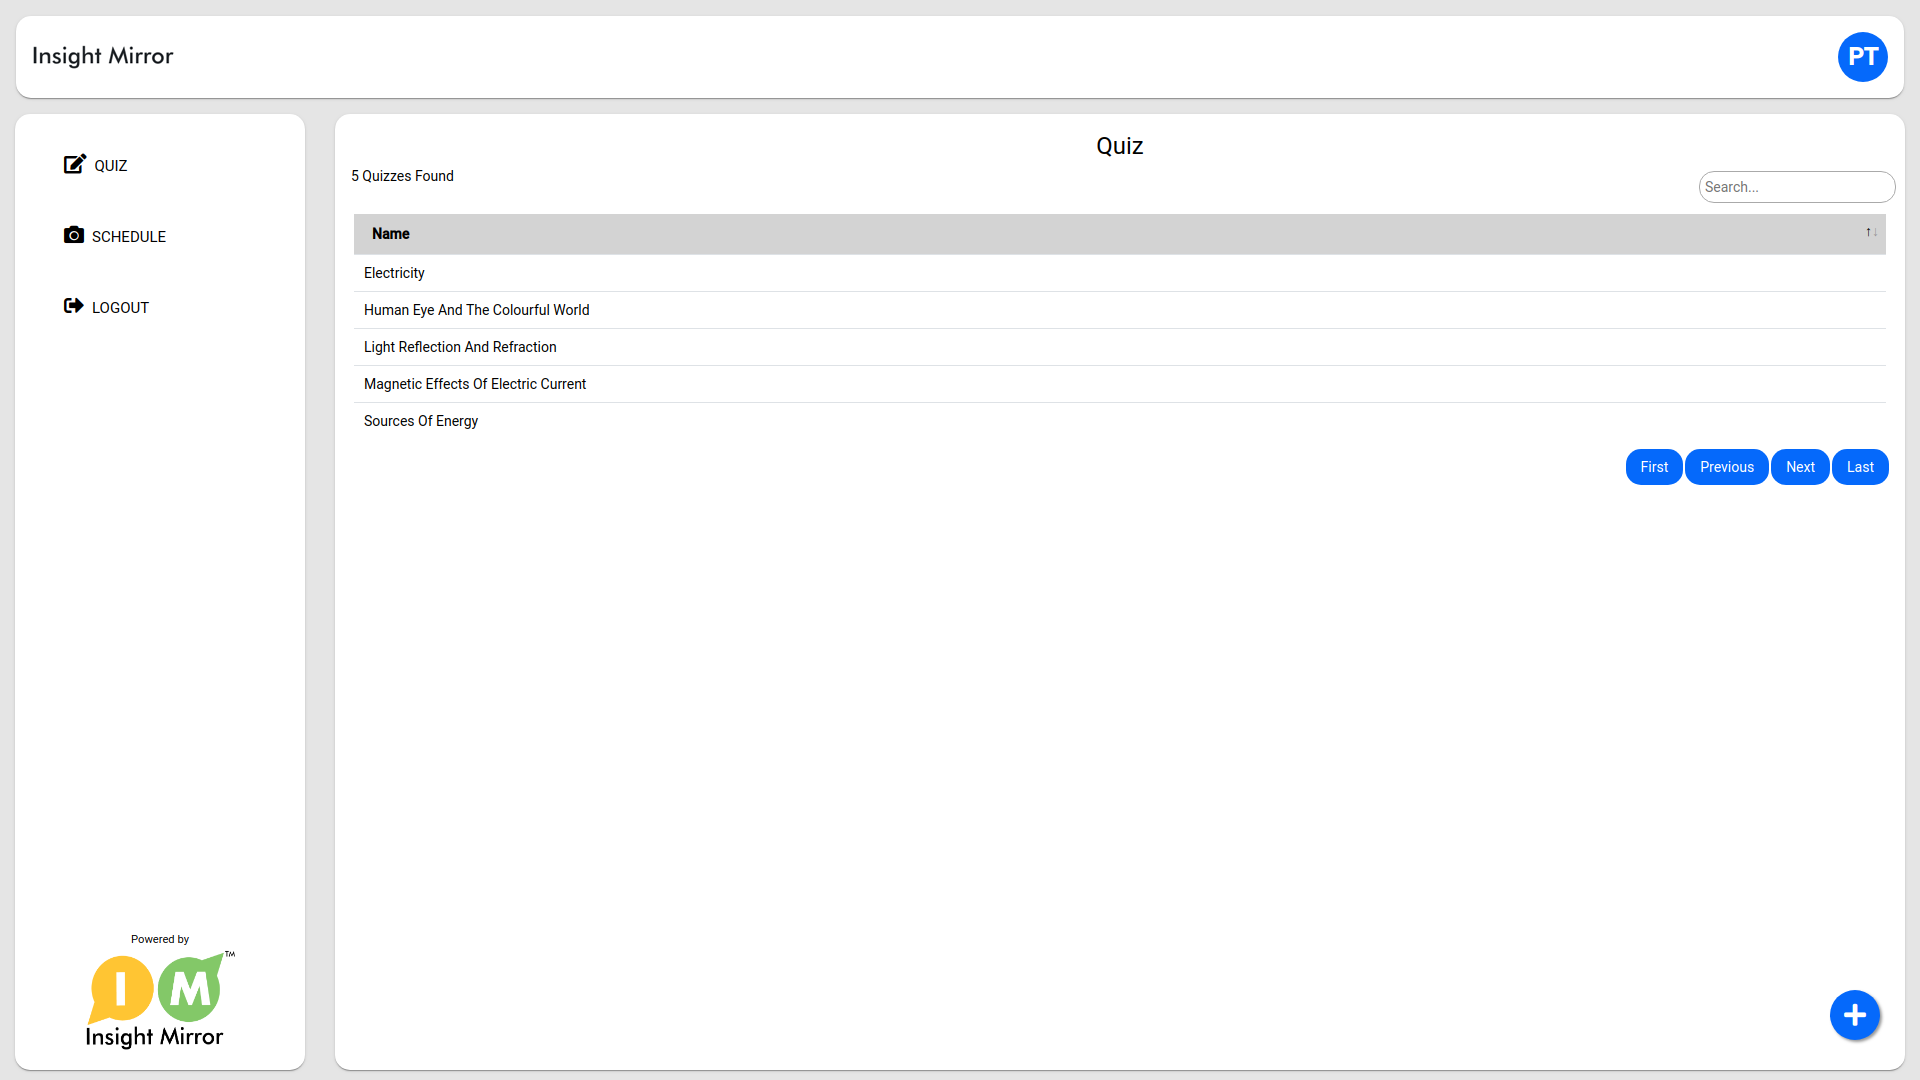 Insight Mirror
PT
QUIZ
SCHEDULE
LOGOUT
Quiz
5 Quizzes Found
Search...
Name ↑↓
Electricity
Human Eye And The Colourful World
Light Reflection And Refraction
Magnetic Effects Of Electric Current
Sources Of Energy
First Previous Next Last
Powered by
I M ™
Insight Mirror